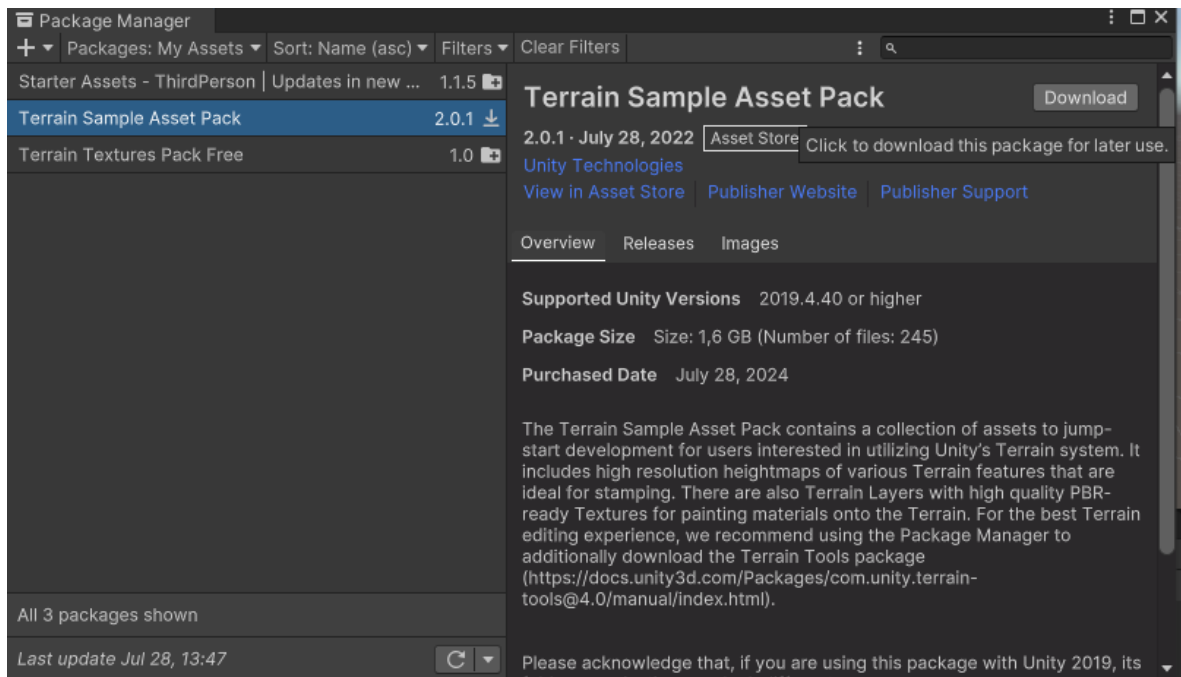 Package Manager
+ Packages: My Assets Sort: Name (asc) Filters Clear Filters
Starter Assets - ThirdPerson | Updates in new ... 1.1.5
Terrain Sample Asset Pack 2.0.1
Terrain Textures Pack Free 1.0
All 3 packages shown
Last update Jul 28, 13:47
Terrain Sample Asset Pack
Download
2.0.1 · July 28, 2022 Asset Store
Click to download this package for later use.
Unity Technologies
View in Asset Store Publisher Website Publisher Support
Overview Releases Images
Supported Unity Versions 2019.4.40 or higher
Package Size Size: 1,6 GB (Number of files: 245)
Purchased Date July 28, 2024
The Terrain Sample Asset Pack contains a collection of assets to jump-
start development for users interested in utilizing Unity's Terrain system. It
includes high resolution heightmaps of various Terrain features that are
ideal for stamping. There are also Terrain Layers with high quality PBR-
ready Textures for painting materials onto the Terrain. For the best Terrain
editing experience, we recommend using the Package Manager to
additionally download the Terrain Tools package
(https://docs.unity3d.com/Packages/com.unity.terrain-
tools@4.0/manual/index.html).
Please acknowledge that, if you are using this package with Unity 2019, its